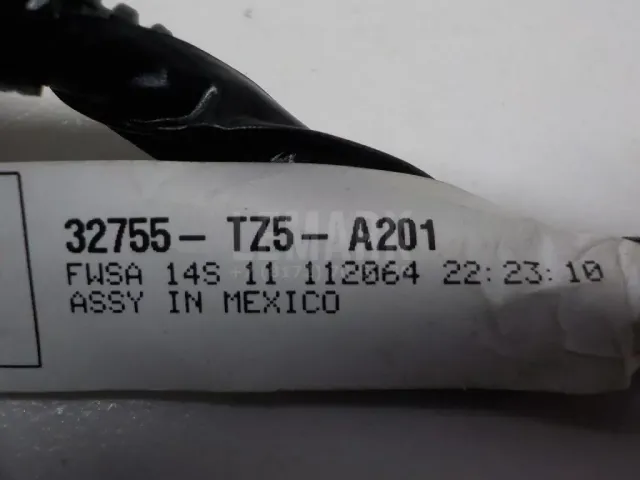 32755- TZ5- A201
FWSA 14S 11 112064 22:23:10
ASSY IN MEXICO